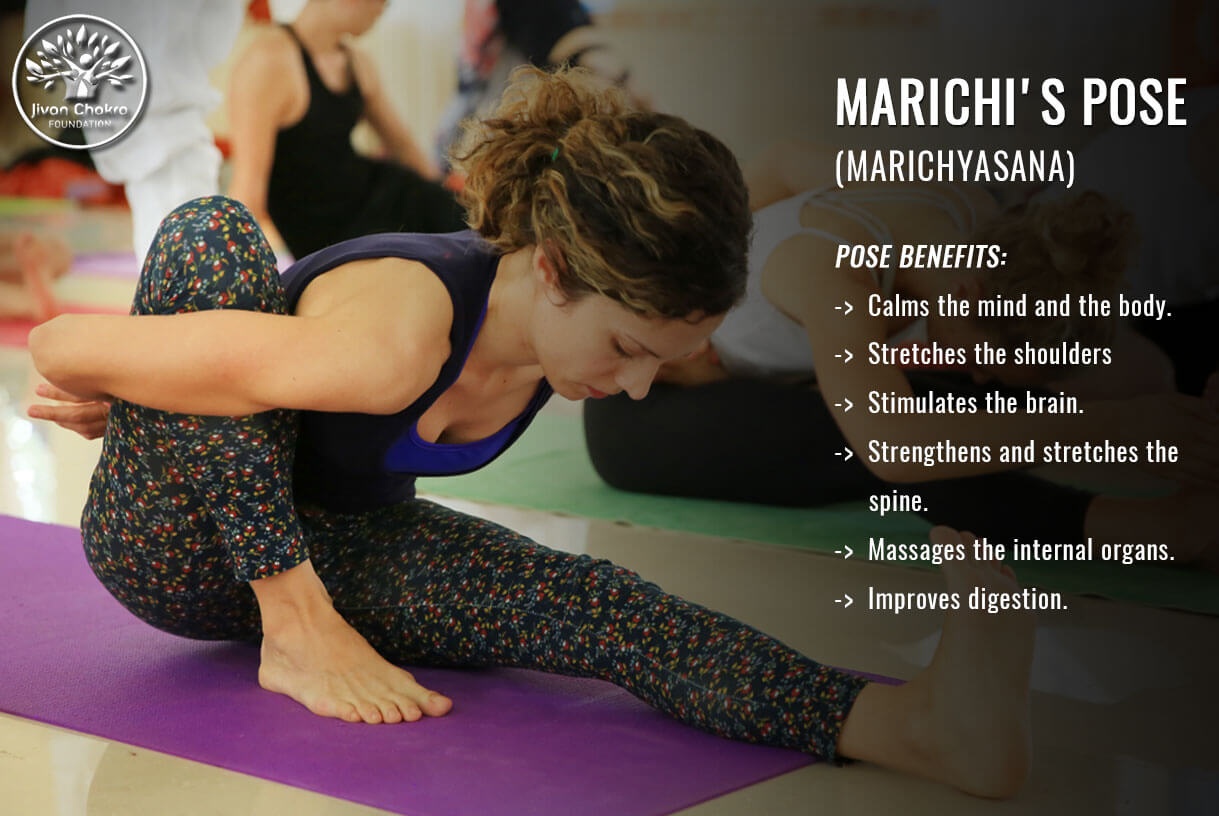 Jivan Chakra
FOUNDATION
MARICHI'S POSE
(MARICHYASANA)
POSE BENEFITS:
-> Calms the mind and the body.
-> Stretches the shoulders
-> Stimulates the brain.
-> Strengthens and stretches the
spine.
-> Massages the internal organs.
-> Improves digestion.